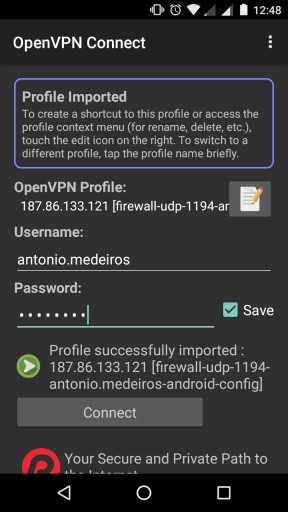 12:48
OpenVPN Connect
Profile Imported
To create a shortcut to this profile or access the
profile context menu (for rename, delete, etc.),
touch the edit icon on the right. To switch to a
different profile, tap the profile name briefly.
OpenVPN Profile:
187.86.133.121 [firewall-udp-1194-ar
Username:
antonio.medeiros
Password:
Save
Profile successfully imported :
187.86.133.121 [firewall-udp-1194-
antonio.medeiros-android-config]
Connect
Your Secure and Private Path to
the Internet